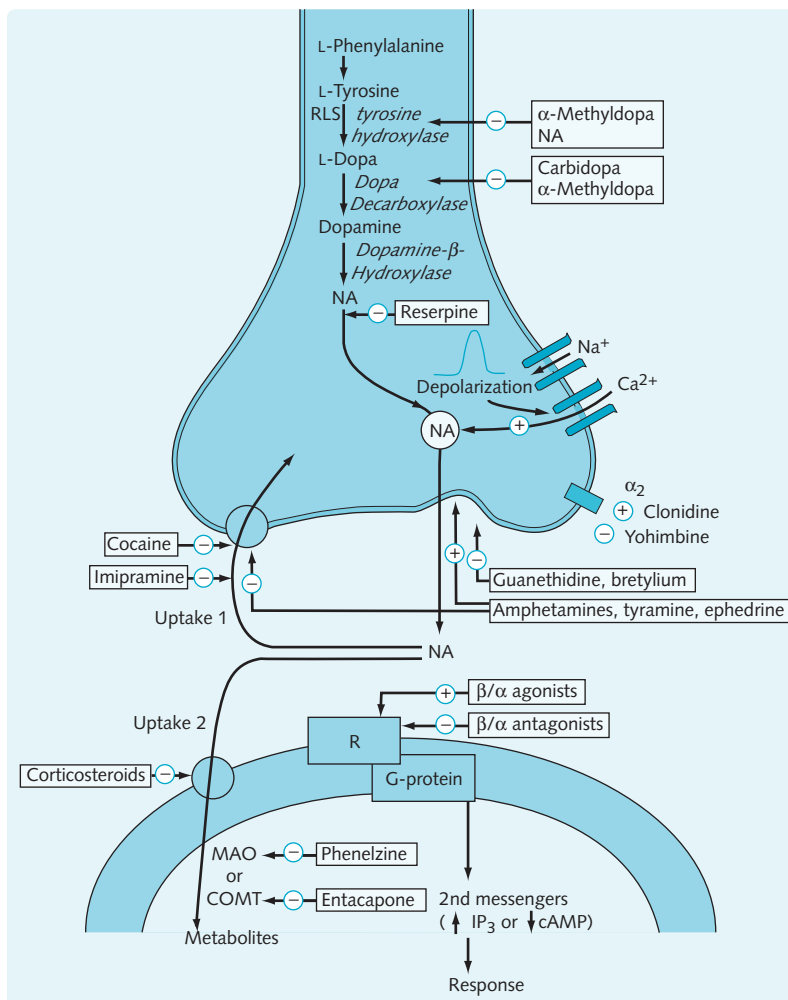 L-Phenylalanine
L-Tyrosine
RLS
tyrosine
hydroxylase
−
α-Methyldopa
NA
L-Dopa
Dopa
Decarboxylase
−
Carbidopa
α-Methyldopa
Dopamine
Dopamine-β-
Hydroxylase
NA
−
Reserpine
Na⁺
Depolarization
Ca²⁺
NA
+
α₂
+
Clonidine
−
Yohimbine
Cocaine
−
Imipramine
−
−
+
−
Guanethidine, bretylium
Amphetamines, tyramine, ephedrine
Uptake 1
NA
+
β/α agonists
Uptake 2
−
β/α antagonists
R
Corticosteroids
−
G-protein
MAO
−
Phenelzine
or
COMT
−
Entacapone
2nd messengers
( IP₃ or cAMP)
Metabolites
Response